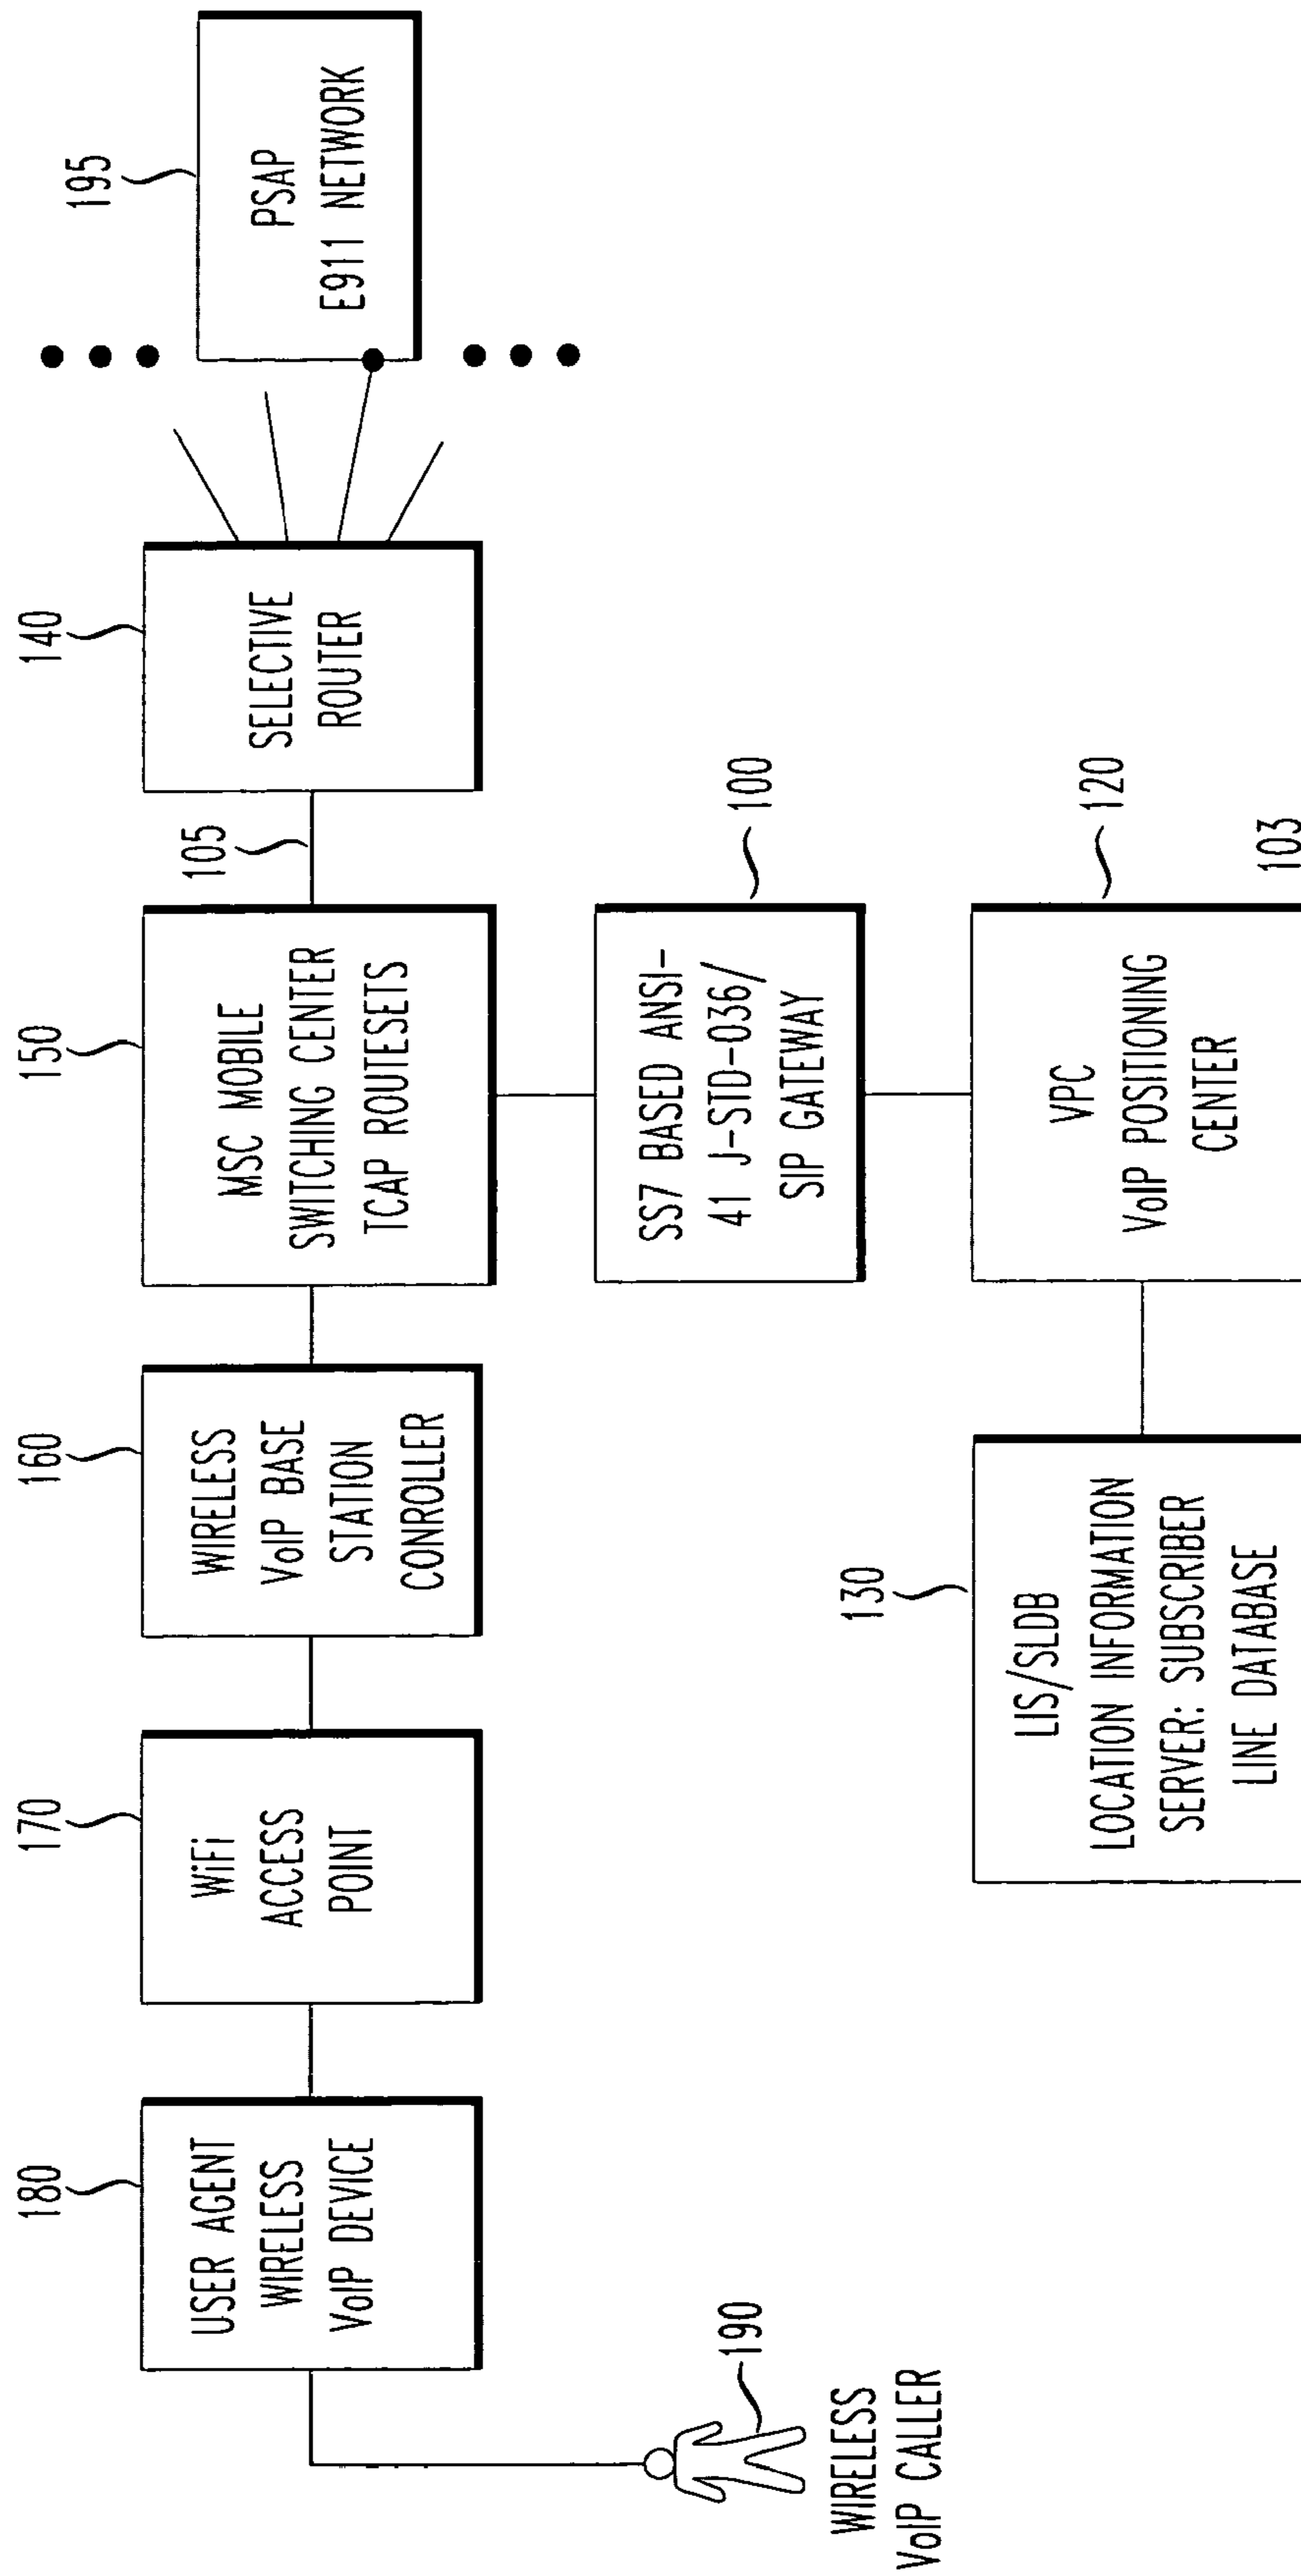 180
USER AGENT
WIRELESS
VoIP DEVICE
170
WiFi
ACCESS
POINT
160
WIRELESS
VoIP BASE
STATION
CONROLLER
150
MSC MOBILE
SWITCHING CENTER
TCAP ROUTESETS
105
140
SELECTIVE
ROUTER
195
PSAP
E911 NETWORK
190
WIRELESS
VoIP CALLER
100
SS7 BASED ANSI-
41 J-STD-036/
SIP GATEWAY
130
LIS/SLDB
LOCATION INFORMATION
SERVER: SUBSCRIBER
LINE DATABASE
120
VPC
VoIP POSITIONING
CENTER
103